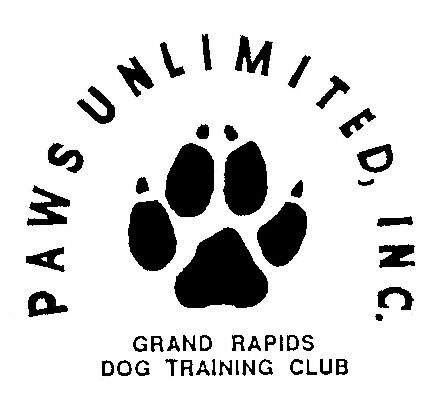 PAWS UNLIMITED, INC.
GRAND RAPIDS
DOG TRAINING CLUB